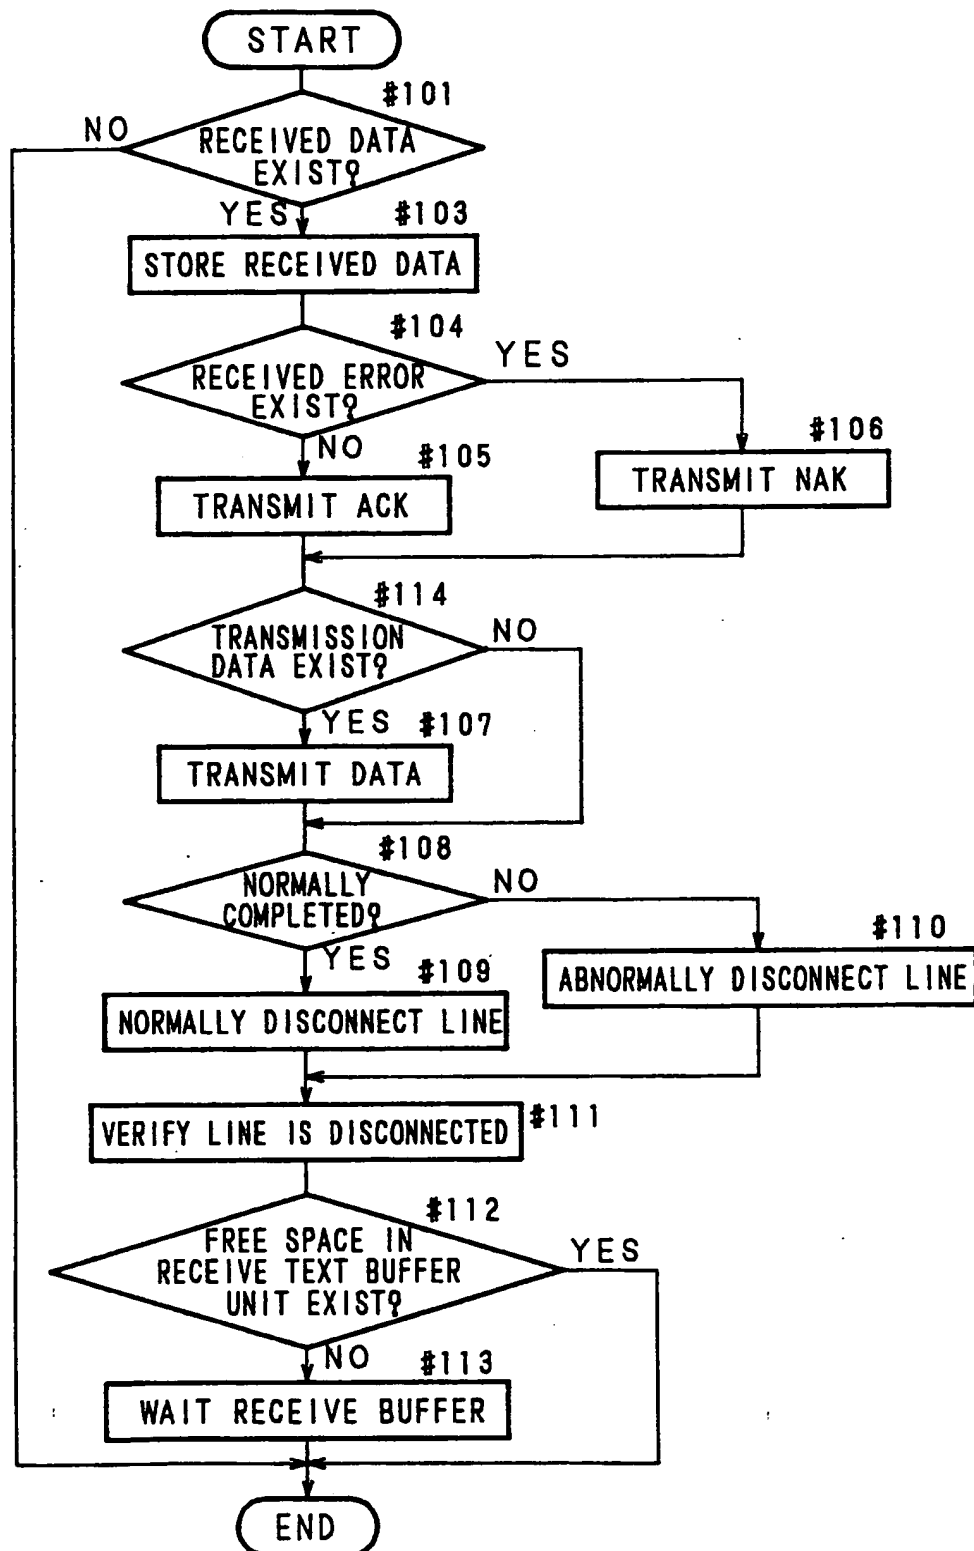 START
#101
NO
RECEIVED DATA
EXIST?
YES
#103
STORE RECEIVED DATA
#104
YES
RECEIVED ERROR
EXIST?
NO
#105
#106
TRANSMIT ACK
TRANSMIT NAK
#114
TRANSMISSION
DATA EXIST?
NO
YES
#107
TRANSMIT DATA
#108
NORMALLY
COMPLETED?
NO
YES
#109
#110
NORMALLY DISCONNECT LINE
ABNORMALLY DISCONNECT LINE
VERIFY LINE IS DISCONNECTED
#111
#112
FREE SPACE IN
RECEIVE TEXT BUFFER
UNIT EXIST?
YES
NO
#113
WAIT RECEIVE BUFFER
END